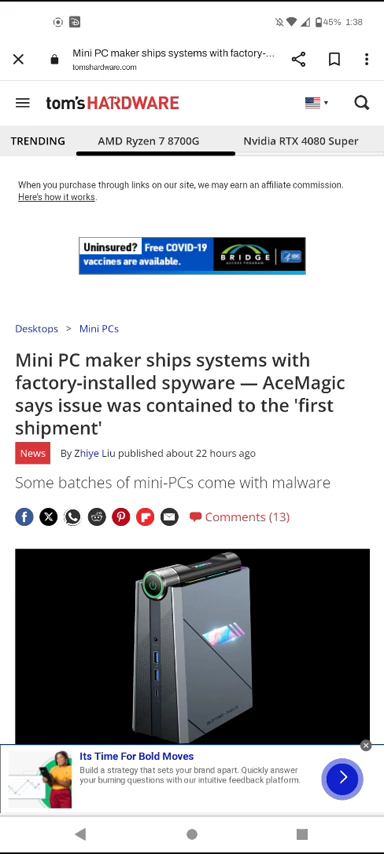 45% 1:38
Mini PC maker ships systems with factory-...
tomshardware.com
tom's HARDWARE
TRENDING AMD Ryzen 7 8700G Nvidia RTX 4080 Super
When you purchase through links on our site, we may earn an affiliate commission.
Here's how it works.
Uninsured? Free COVID-19
vaccines are available.
BRIDGE
ACCESS PROGRAM
CDC
Desktops > Mini PCs
Mini PC maker ships systems with
factory-installed spyware — AceMagic
says issue was contained to the 'first
shipment'
News By Zhiye Liu published about 22 hours ago
Some batches of mini-PCs come with malware
Comments (13)
Its Time For Bold Moves
Build a strategy that sets your brand apart. Quickly answer
your burning questions with our intuitive feedback platform.